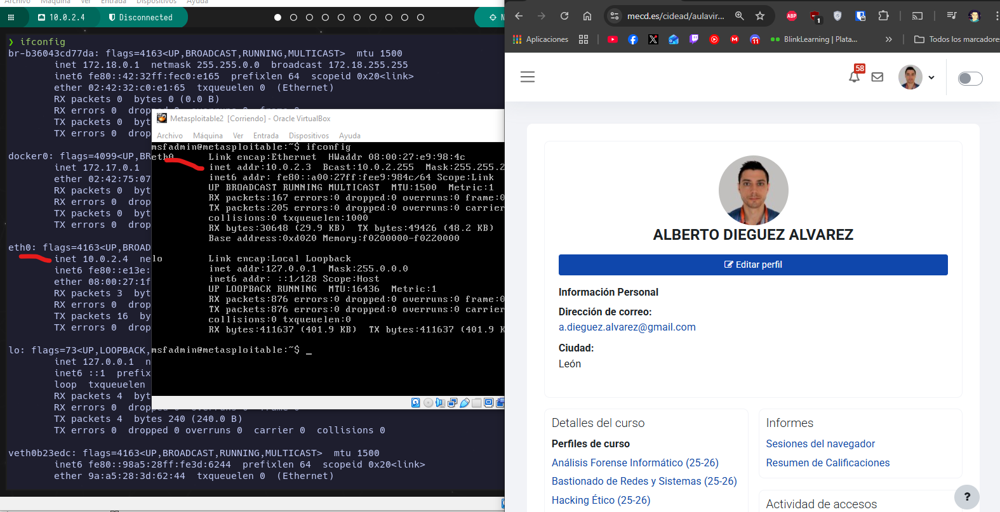 Archivo Máquina Ver Entrada Dispositivos Ayuda
10.0.2.4 Disconnected
❯ ifconfig
br-b36043cd77da: flags=4163<UP,BROADCAST,RUNNING,MULTICAST> mtu 1500
inet 172.18.0.1 netmask 255.255.0.0 broadcast 172.18.255.255
inet6 fe80::42:32ff:fec0:e165 prefixlen 64 scopeid 0x20<link>
ether 02:42:32:c0:e1:65 txqueuelen 0 (Ethernet)
RX packets 0 bytes 0 (0.0 B)
RX errors 0
TX packets 0
TX errors 0
docker0: flags=4099<UP,BR
inet 172.17.0.1
ether 02:42:75:07
RX packets 0
RX errors 0
TX packets 0
TX errors 0
eth0: flags=4163<UP,BROAD
inet 10.0.2.4
inet6 fe80::e13e:
ether 08:00:27:1f
RX packets 3
RX errors 0
TX packets 16
TX errors 0
lo: flags=73<UP,LOOPBACK,
inet 127.0.0.1
inet6 ::1
loop txqueuelen
RX packets 4
RX errors 0
TX packets 4 bytes 240 (240.0 B)
TX errors 0 dropped 0 overruns 0 carrier 0 collisions 0
veth0b23edc: flags=4163<UP,BROADCAST,RUNNING,MULTICAST> mtu 1500
inet6 fe80::98a5:28ff:fe3d:6244 prefixlen 64 scopeid 0x20<link>
ether 9a:a5:28:3d:62:44 txqueuelen 0 (Ethernet)
Metasploitable2 [Corriendo] - Oracle VirtualBox
Archivo Máquina Ver Entrada Dispositivos Ayuda
msfadmin@metasploitable:~$ ifconfig
eth0 Link encap:Ethernet HWaddr 08:00:27:e9:98:4c
inet addr:10.0.2.3 Bcast:10.0.2.255 Mask:255.255.2
inet6 addr: fe80::a00:27ff:fee9:984c/64 Scope:Link
UP BROADCAST RUNNING MULTICAST MTU:1500 Metric:1
RX packets:167 errors:0 dropped:0 overruns:0 frame:0
TX packets:205 errors:0 dropped:0 overruns:0 carrier
collisions:0 txqueuelen:1000
RX bytes:30648 (29.9 KB) TX bytes:49426 (48.2 KB)
Base address:0xd020 Memory:f0200000-f0220000
lo Link encap:Local Loopback
inet addr:127.0.0.1 Mask:255.0.0.0
inet6 addr: ::1/128 Scope:Host
UP LOOPBACK RUNNING MTU:16436 Metric:1
RX packets:876 errors:0 dropped:0 overruns:0 frame:0
TX packets:876 errors:0 dropped:0 overruns:0 carrier
collisions:0 txqueuelen:0
RX bytes:411637 (401.9 KB) TX bytes:411637 (401.9 K
msfadmin@metasploitable:~$ _
mecd.es/cidead/aulavir...
ABP 1
Aplicaciones 11 BlinkLearning | Plata... » Todos los marcadores
58
ALBERTO DIEGUEZ ALVAREZ
Editar perfil
Información Personal
Dirección de correo:
a.dieguez.alvarez@gmail.com
Ciudad:
León
Detalles del curso
Perfiles de curso
Análisis Forense Informático (25-26)
Bastionado de Redes y Sistemas (25-26)
Hacking Ético (25-26)
Informes
Sesiones del navegador
Resumen de Calificaciones
Actividad de accesos
?